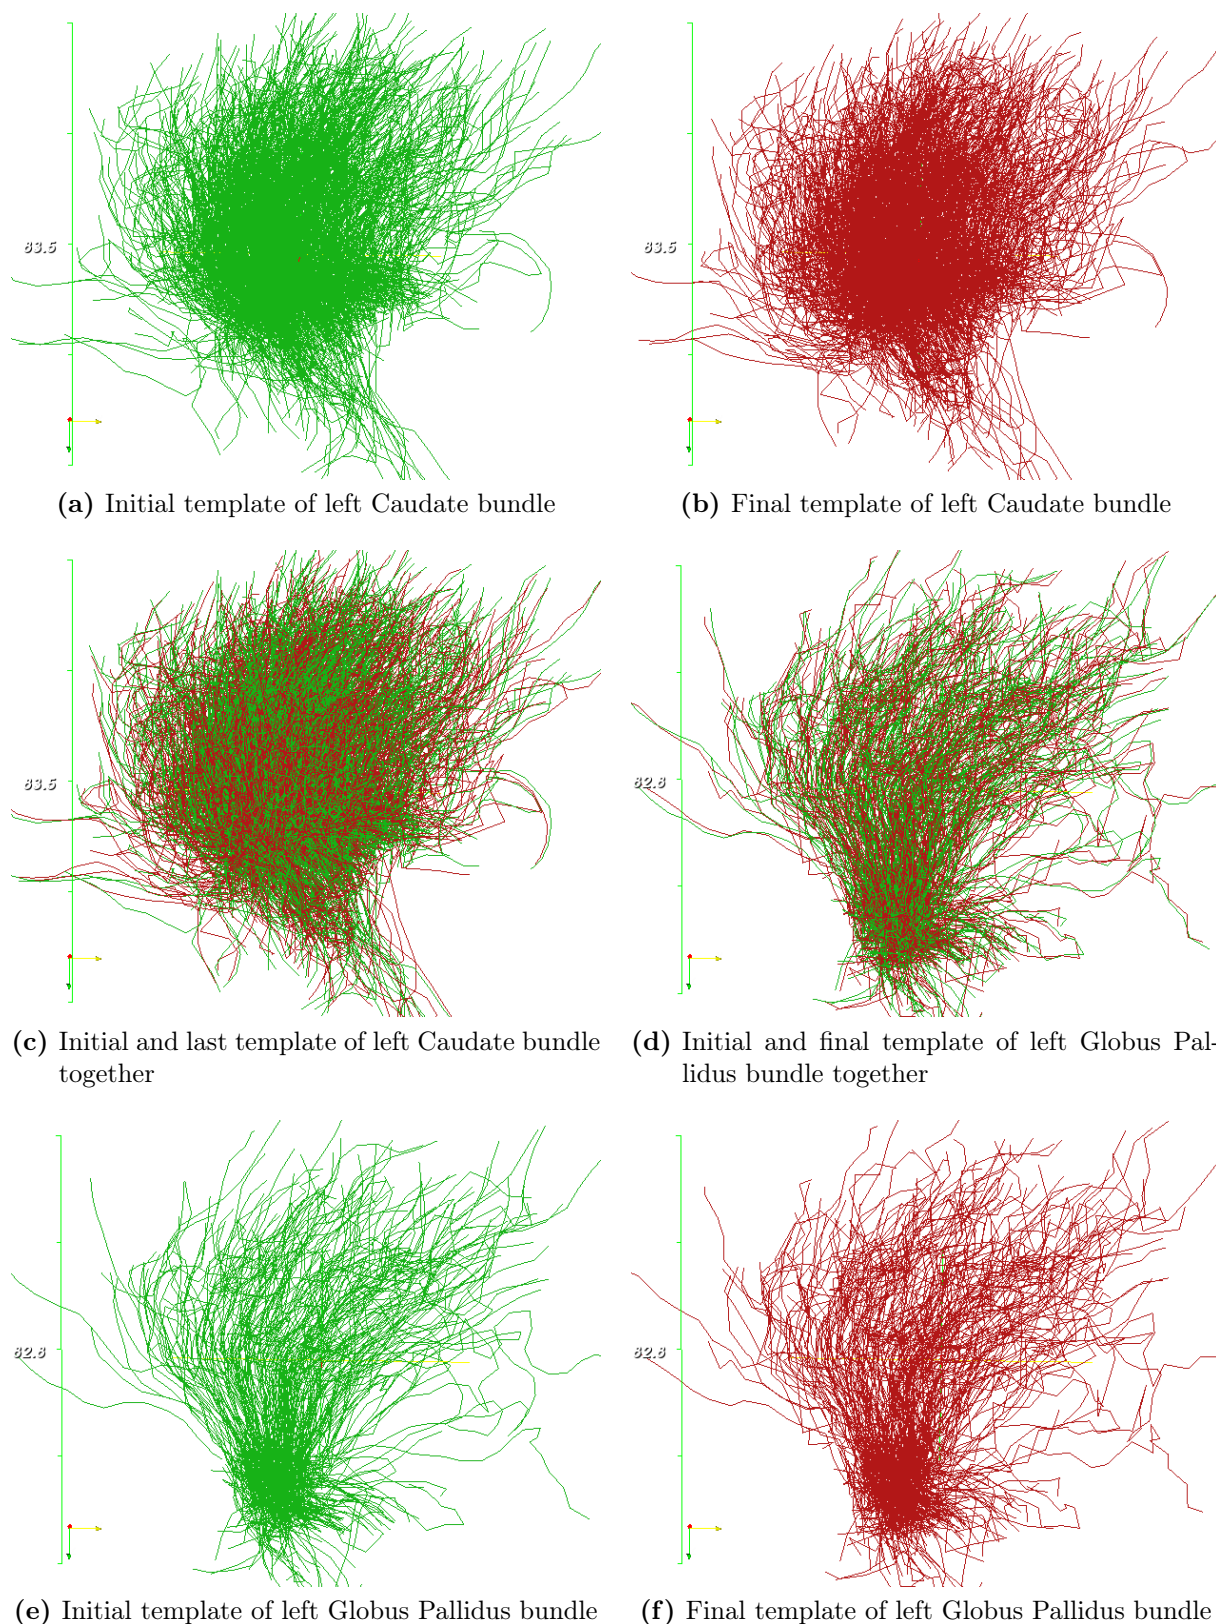 83.5
83.5
(a) Initial template of left Caudate bundle
(b) Final template of left Caudate bundle
83.5
82.8
(c) Initial and last template of left Caudate bundle
together
(d) Initial and final template of left Globus Pal-
lidus bundle together
82.8
82.8
(e) Initial template of left Globus Pallidus bundle
(f) Final template of left Globus Pallidus bundle